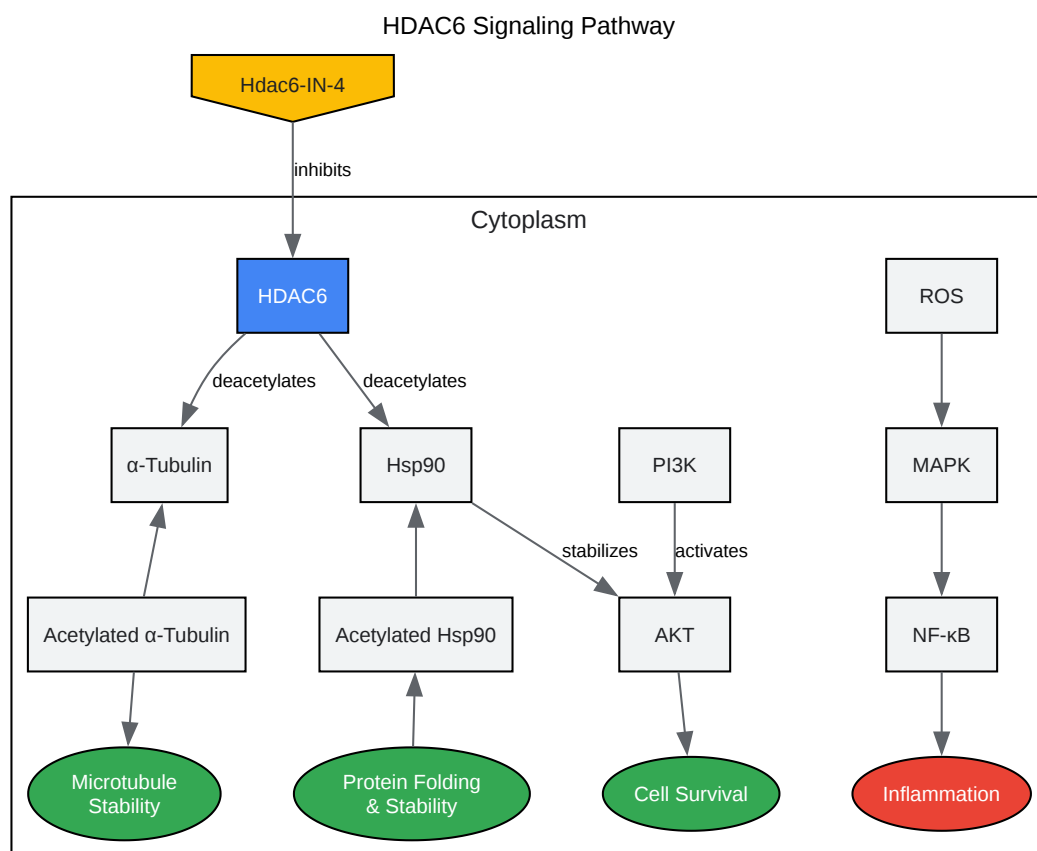 HDAC6 Signaling Pathway
Hdac6-IN-4
inhibits
Cytoplasm
HDAC6
ROS
deacetylates
deacetylates
α-Tubulin
Hsp90
PI3K
MAPK
stabilizes
activates
Acetylated α-Tubulin
Acetylated Hsp90
AKT
NF-κB
Microtubule
Stability
Protein Folding
& Stability
Cell Survival
Inflammation